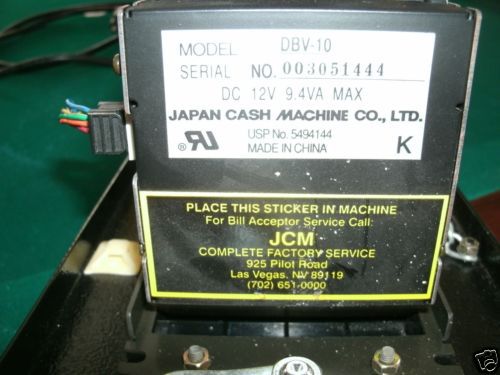 MODEL DBV-10
SERIAL NO. 003051444
DC 12V 9.4VA MAX
JAPAN CASH MACHINE CO., LTD.
USP No. 5494144
MADE IN CHINA
K
PLACE THIS STICKER IN MACHINE
For Bill Acceptor Service Call:
JCM
COMPLETE FACTORY SERVICE
925 Pilot Road
Las Vegas, NV 89119
(702) 651-0000